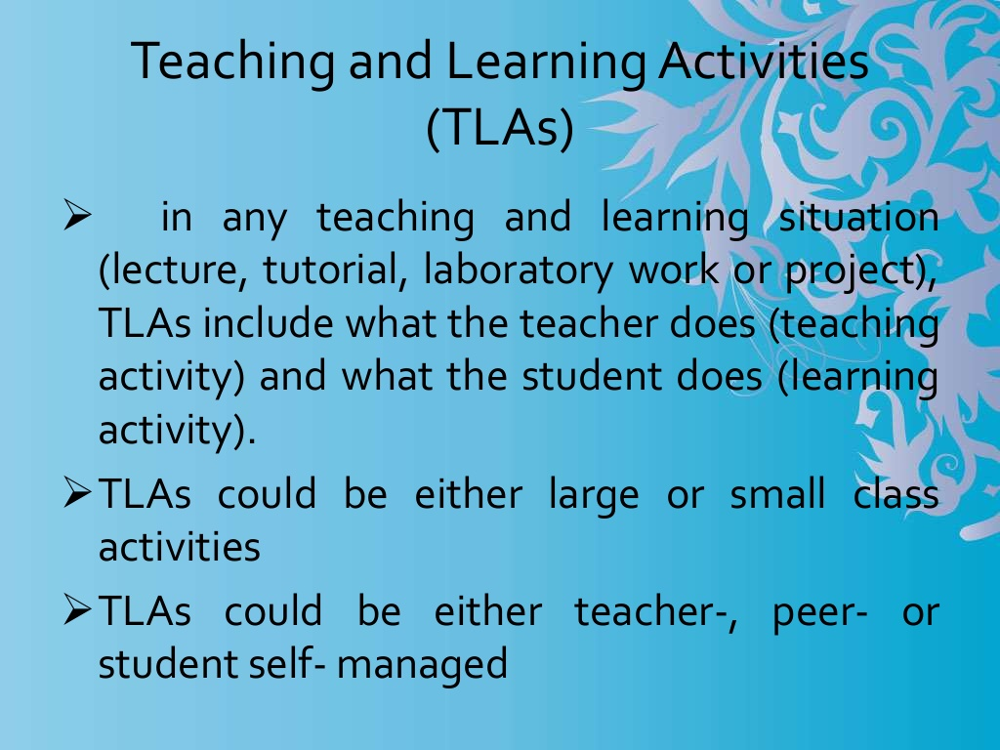 Teaching and Learning Activities
(TLAs)
➢ in any teaching and learning situation
(lecture, tutorial, laboratory work or project),
TLAs include what the teacher does (teaching
activity) and what the student does (learning
activity).
➢TLAs could be either large or small class
activities
➢TLAs could be either teacher-, peer- or
student self- managed